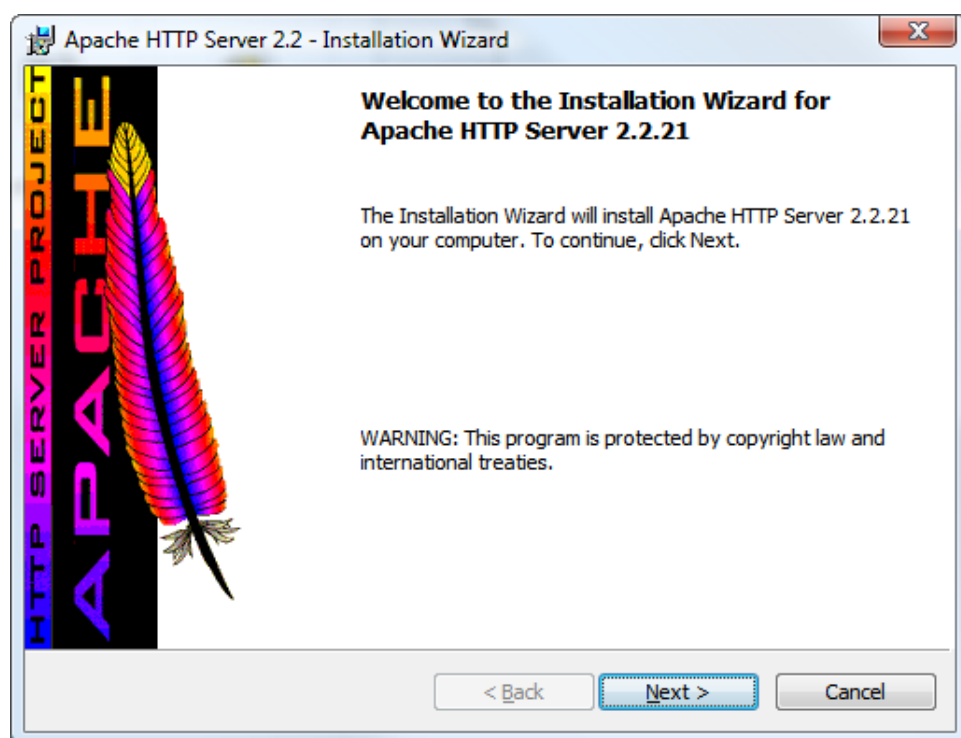 Apache HTTP Server 2.2 - Installation Wizard
HTTP SERVER PROJECT
APACHE
Welcome to the Installation Wizard for
Apache HTTP Server 2.2.21
The Installation Wizard will install Apache HTTP Server 2.2.21
on your computer. To continue, click Next.
WARNING: This program is protected by copyright law and
international treaties.
< Back
Next >
Cancel